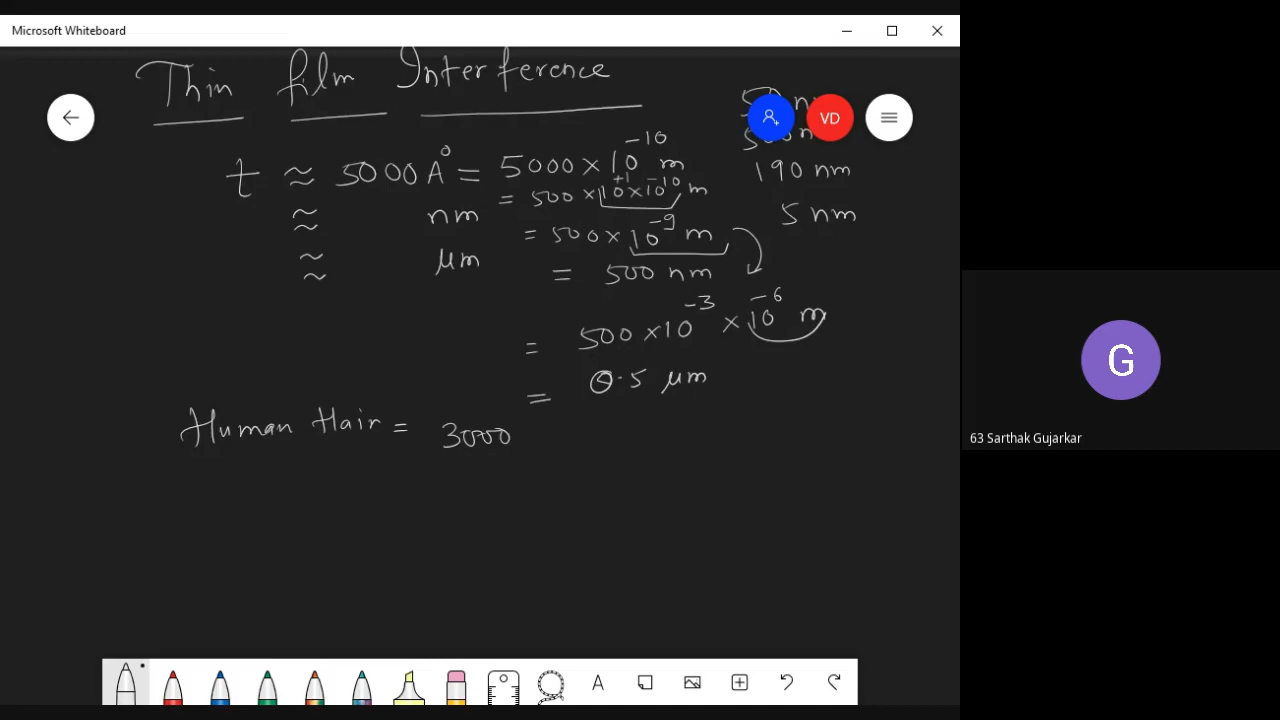 Microsoft Whiteboard
Thin film Interference
t ≈ 5000 A° = 5000 × 10⁻¹⁰ m
= 500 × 10⁺¹ × 10⁻¹⁰ m
≈ nm
= 500 × 10⁻⁹ m
≈ μm
= 500 nm
≈
= 500 × 10⁻³ × 10⁻⁶ m
= 0.5 μm
Human Hair = 3000
190 nm
5 nm
VD
G
63 Sarthak Gujarkar
A